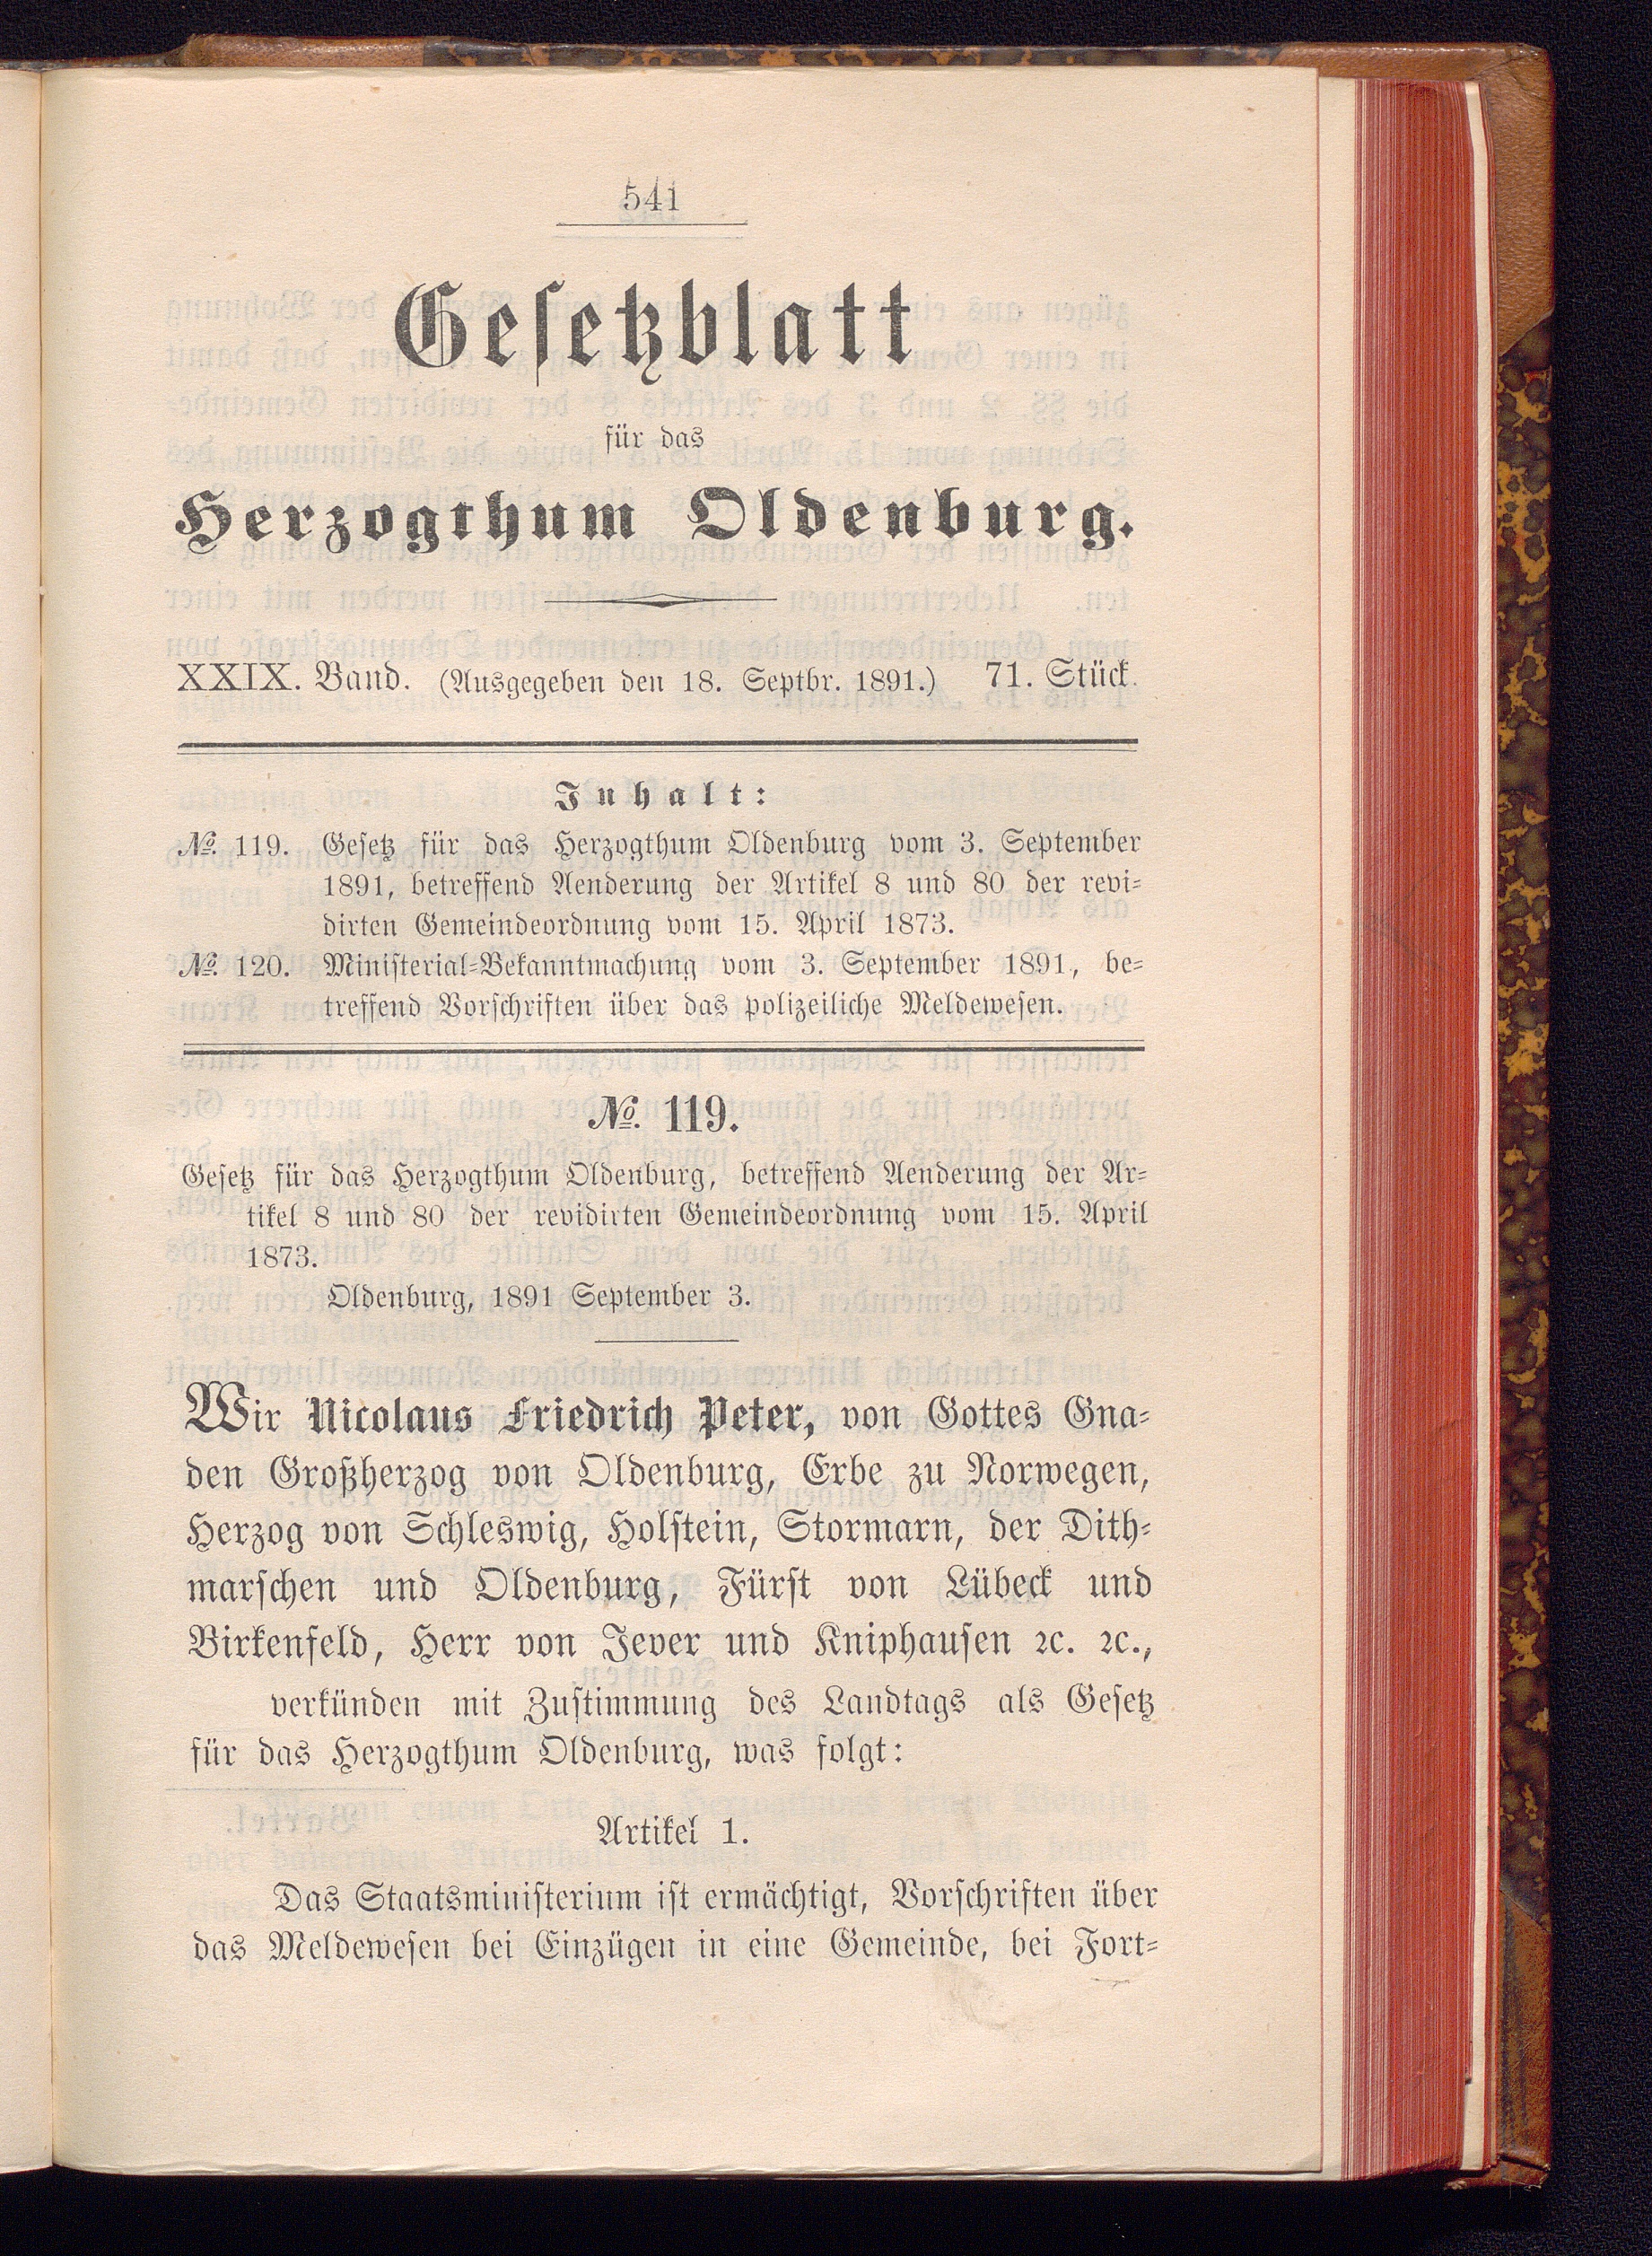 541
Gesetzblatt
für das
Herzogthum Oldenburg.
XXIX. Band. (Ausgegeben den 18. Septbr. 1891.) 71. Stück.
Inhalt:
№. 119. Gesetz für das Herzogthum Oldenburg vom 3. September
1891, betreffend Aenderung der Artikel 8 und 80 der revi-
dirten Gemeindeordnung vom 15. April 1873.
№. 120. Ministerial-Bekanntmachung vom 3. September 1891, be-
treffend Vorschriften über das polizeiliche Meldewesen.
№. 119.
Gesetz für das Herzogthum Oldenburg, betreffend Aenderung der Ar-
tikel 8 und 80 der revidirten Gemeindeordnung vom 15. April
1873.
Oldenburg, 1891 September 3.
Wir Nicolaus Friedrich Peter, von Gottes Gna-
den Großherzog von Oldenburg, Erbe zu Norwegen,
Herzog von Schleswig, Holstein, Stormarn, der Dith-
marschen und Oldenburg, Fürst von Lübeck und
Birkenfeld, Herr von Jever und Kniphausen ꝛc. ꝛc.,
verkünden mit Zustimmung des Landtags als Gesetz
für das Herzogthum Oldenburg, was folgt:
Artikel 1.
Das Staatsministerium ist ermächtigt, Vorschriften über
das Meldewesen bei Einzügen in eine Gemeinde, bei Fort-